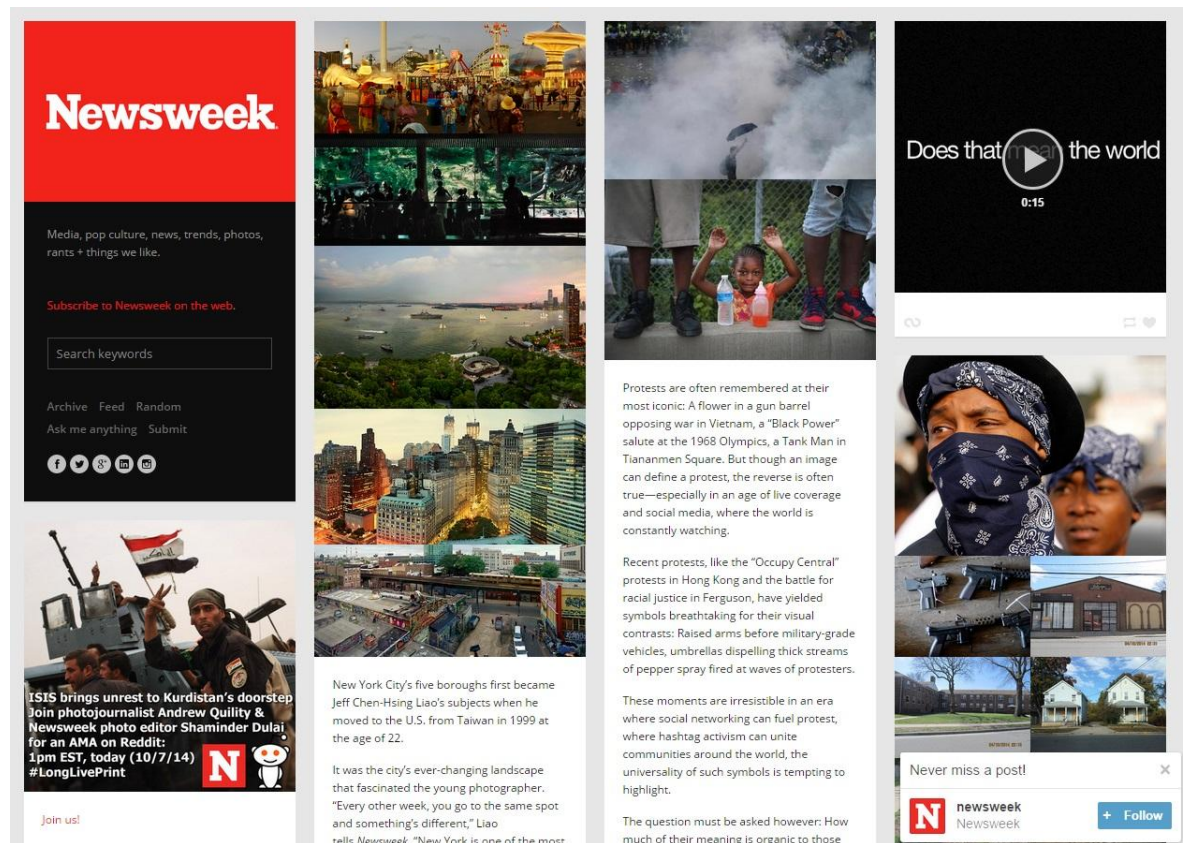 Newsweek
Media, pop culture, news, trends, photos,
rants + things we like.
Subscribe to Newsweek on the web.
Search keywords
Archive Feed Random
Ask me anything Submit
ISIS brings unrest to Kurdistan's doorstep
Join photojournalist Andrew Quility &
Newsweek photo editor Shaminder Dulai
for an AMA on Reddit:
1pm EST, today (10/7/14)
#LongLivePrint
N
Join us!
New York City's five boroughs first became
Jeff Chen-Hsing Liao's subjects when he
moved to the U.S. from Taiwan in 1999 at
the age of 22.
It was the city's ever-changing landscape
that fascinated the young photographer.
"Every other week, you go to the same spot
and something's different," Liao
tells Newsweek. "New York is one of the most
Protests are often remembered at their
most iconic: A flower in a gun barrel
opposing war in Vietnam, a "Black Power"
salute at the 1968 Olympics, a Tank Man in
Tiananmen Square. But though an image
can define a protest, the reverse is often
true—especially in an age of live coverage
and social media, where the world is
constantly watching.
Recent protests, like the "Occupy Central"
protests in Hong Kong and the battle for
racial justice in Ferguson, have yielded
symbols breathtaking for their visual
contrasts: Raised arms before military-grade
vehicles, umbrellas dispelling thick streams
of pepper spray fired at waves of protesters.
These moments are irresistible in an era
where social networking can fuel protest,
where hashtag activism can unite
communities around the world, the
universality of such symbols is tempting to
highlight.
The question must be asked however: How
much of their meaning is organic to those
Does that mean the world
0:15
Never miss a post!
N
newsweek
Newsweek
+ Follow